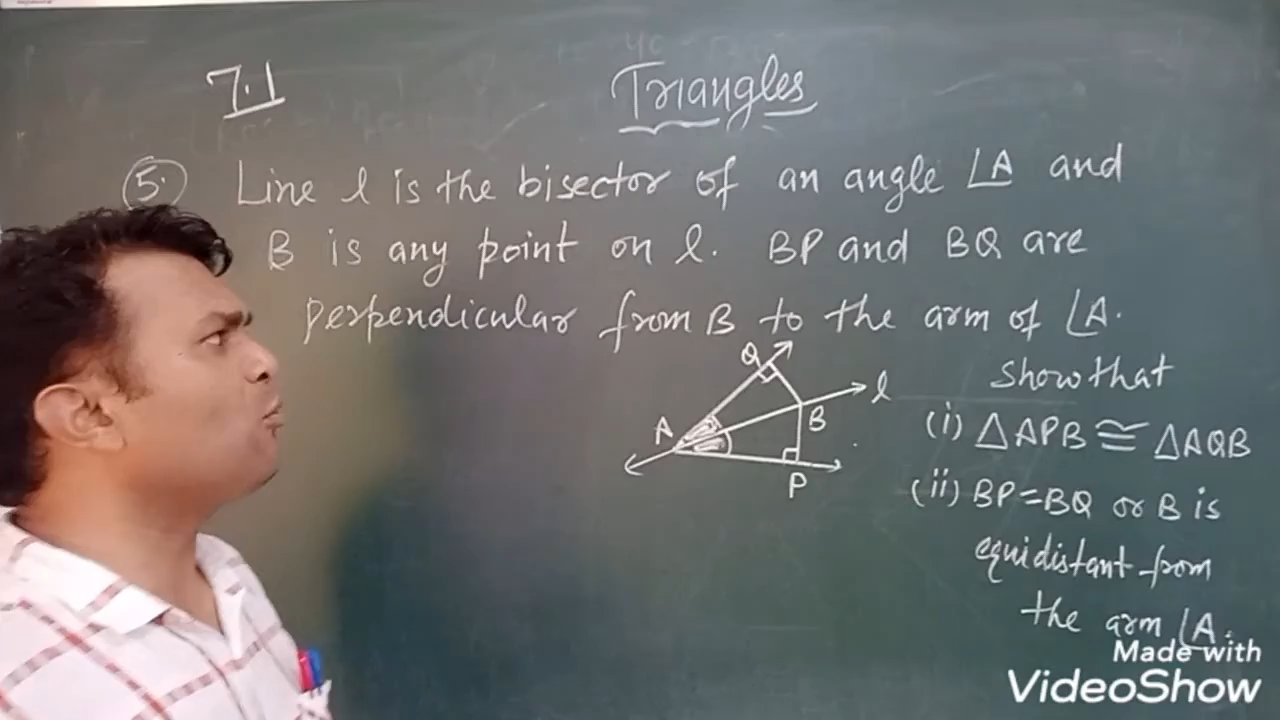 7.1
Triangles
5. Line l is the bisector of an angle ∠A and
B is any point on l. BP and BQ are
perpendicular from B to the arm of ∠A.
Show that
(i) △APB ≅ △AQB
(ii) BP=BQ or B is
equidistant from
the arm ∠A.
Q
l
A
B
P
Made with
VideoShow